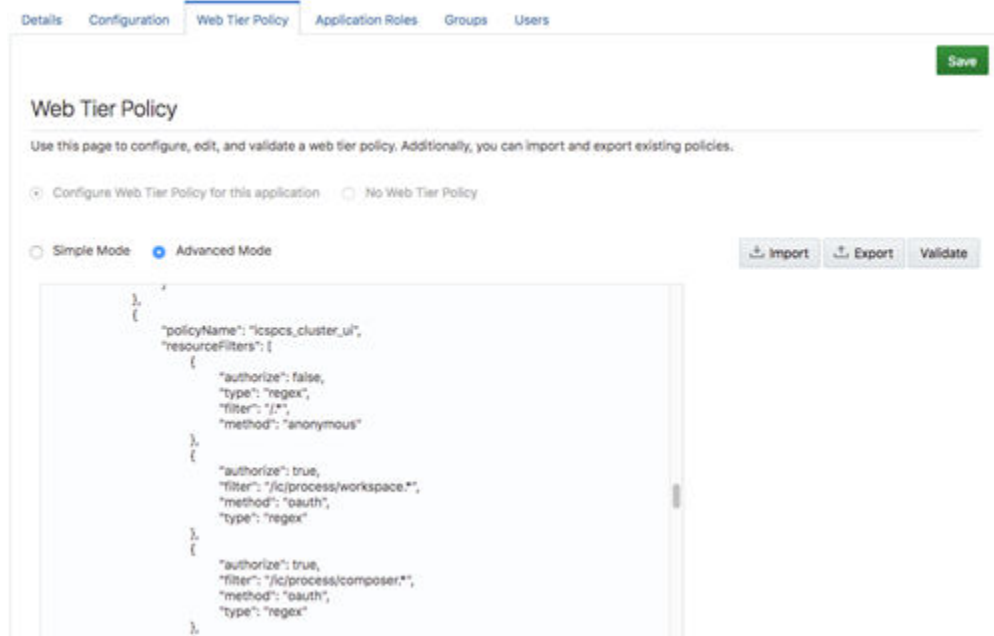 Details Configuration Web Tier Policy Application Roles Groups Users
Save
Web Tier Policy
Use this page to configure, edit, and validate a web tier policy. Additionally, you can import and export existing policies.
Configure Web Tier Policy for this application No Web Tier Policy
Simple Mode Advanced Mode Import Export Validate
},
{
"policyName": "icspcs_cluster_ui",
"resourceFilters": [
{
"authorize": false,
"type": "regex",
"filter": "/.*",
"method": "anonymous"
},
{
"authorize": true,
"filter": "/ic/process/workspace.*",
"method": "oauth",
"type": "regex"
},
{
"authorize": true,
"filter": "/ic/process/composer.*",
"method": "oauth",
"type": "regex"
},